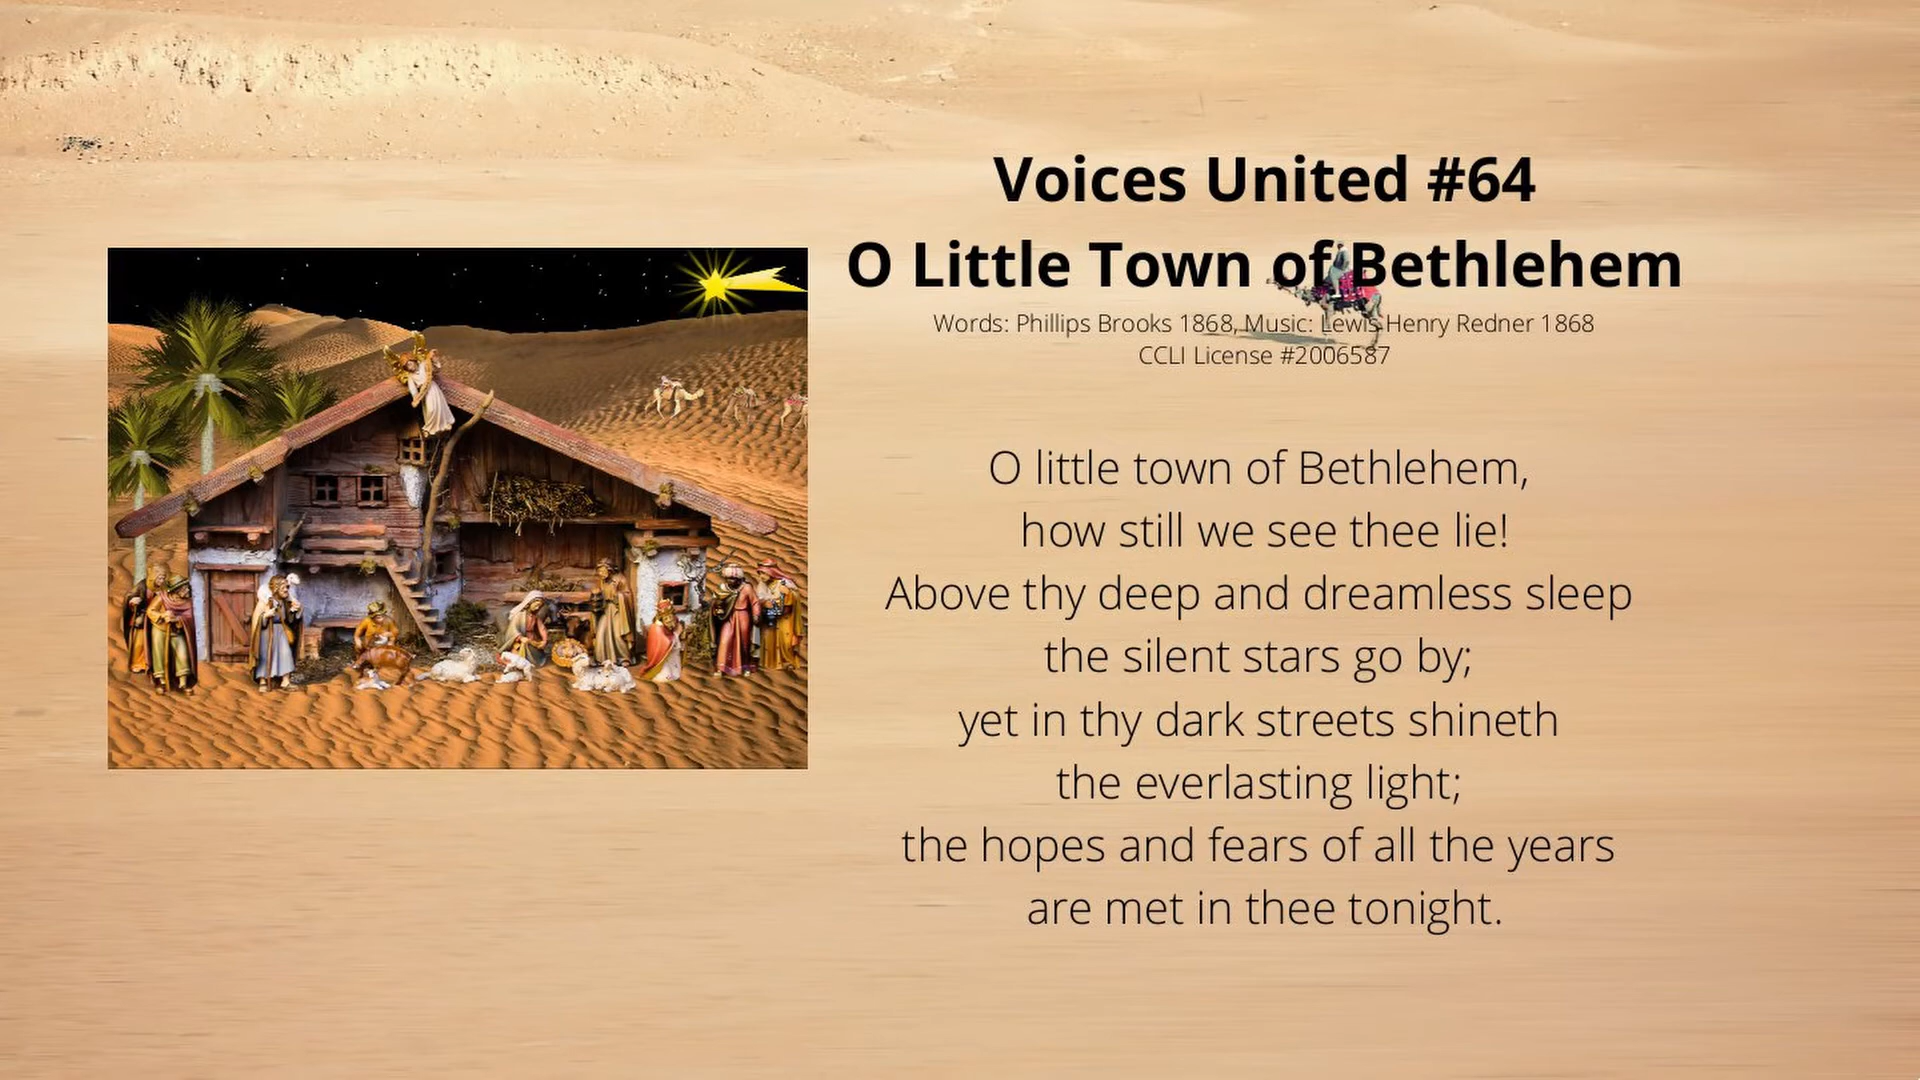 Voices United #64
O Little Town of Bethlehem
Words: Phillips Brooks 1868, Music: Lewis Henry Redner 1868
CCLI License #2006587
O little town of Bethlehem,
how still we see thee lie!
Above thy deep and dreamless sleep
the silent stars go by;
yet in thy dark streets shineth
the everlasting light;
the hopes and fears of all the years
are met in thee tonight.